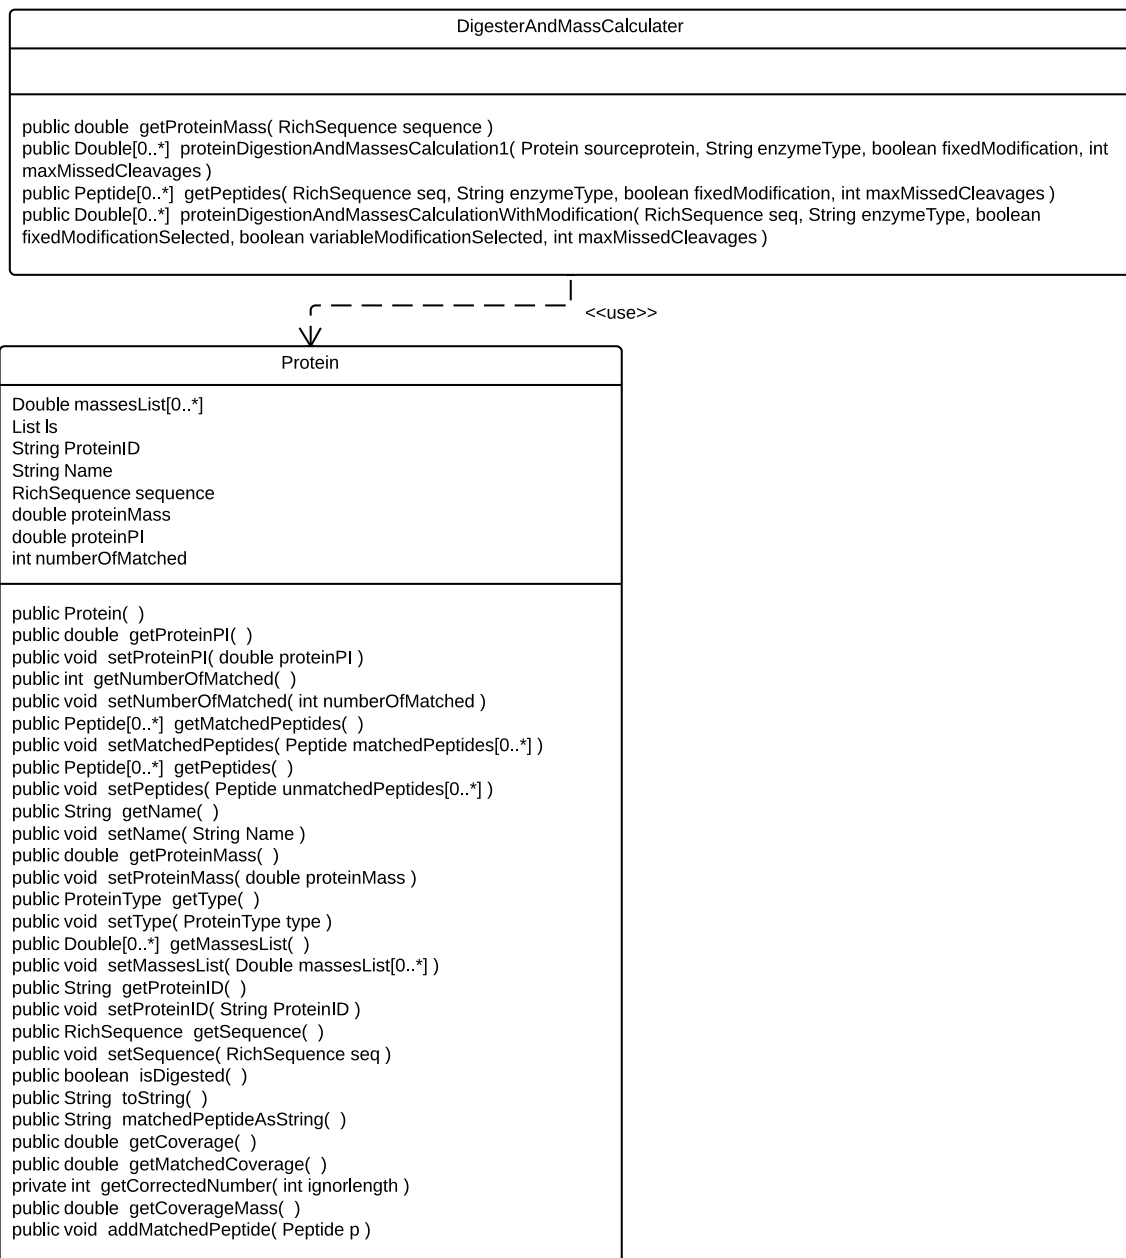 DigesterAndMassCalculater
public double  getProteinMass( RichSequence sequence )
public Double[0..*]  proteinDigestionAndMassesCalculation1( Protein sourceprotein, String enzymeType, boolean fixedModification, int
maxMissedCleavages )
public Peptide[0..*]  getPeptides( RichSequence seq, String enzymeType, boolean fixedModification, int maxMissedCleavages )
public Double[0..*]  proteinDigestionAndMassesCalculationWithModification( RichSequence seq, String enzymeType, boolean
fixedModificationSelected, boolean variableModificationSelected, int maxMissedCleavages )
<<use>>
Protein
Double massesList[0..*]
List ls
String ProteinID
String Name
RichSequence sequence
double proteinMass
double proteinPI
int numberOfMatched
public Protein(  )
public double  getProteinPI(  )
public void  setProteinPI( double proteinPI )
public int  getNumberOfMatched(  )
public void  setNumberOfMatched( int numberOfMatched )
public Peptide[0..*]  getMatchedPeptides(  )
public void  setMatchedPeptides( Peptide matchedPeptides[0..*] )
public Peptide[0..*]  getPeptides(  )
public void  setPeptides( Peptide unmatchedPeptides[0..*] )
public String  getName(  )
public void  setName( String Name )
public double  getProteinMass(  )
public void  setProteinMass( double proteinMass )
public ProteinType  getType(  )
public void  setType( ProteinType type )
public Double[0..*]  getMassesList(  )
public void  setMassesList( Double massesList[0..*] )
public String  getProteinID(  )
public void  setProteinID( String ProteinID )
public RichSequence  getSequence(  )
public void  setSequence( RichSequence seq )
public boolean  isDigested(  )
public String  toString(  )
public String  matchedPeptideAsString(  )
public double  getCoverage(  )
public double  getMatchedCoverage(  )
private int  getCorrectedNumber( int ignorlength )
public double  getCoverageMass(  )
public void  addMatchedPeptide( Peptide p )